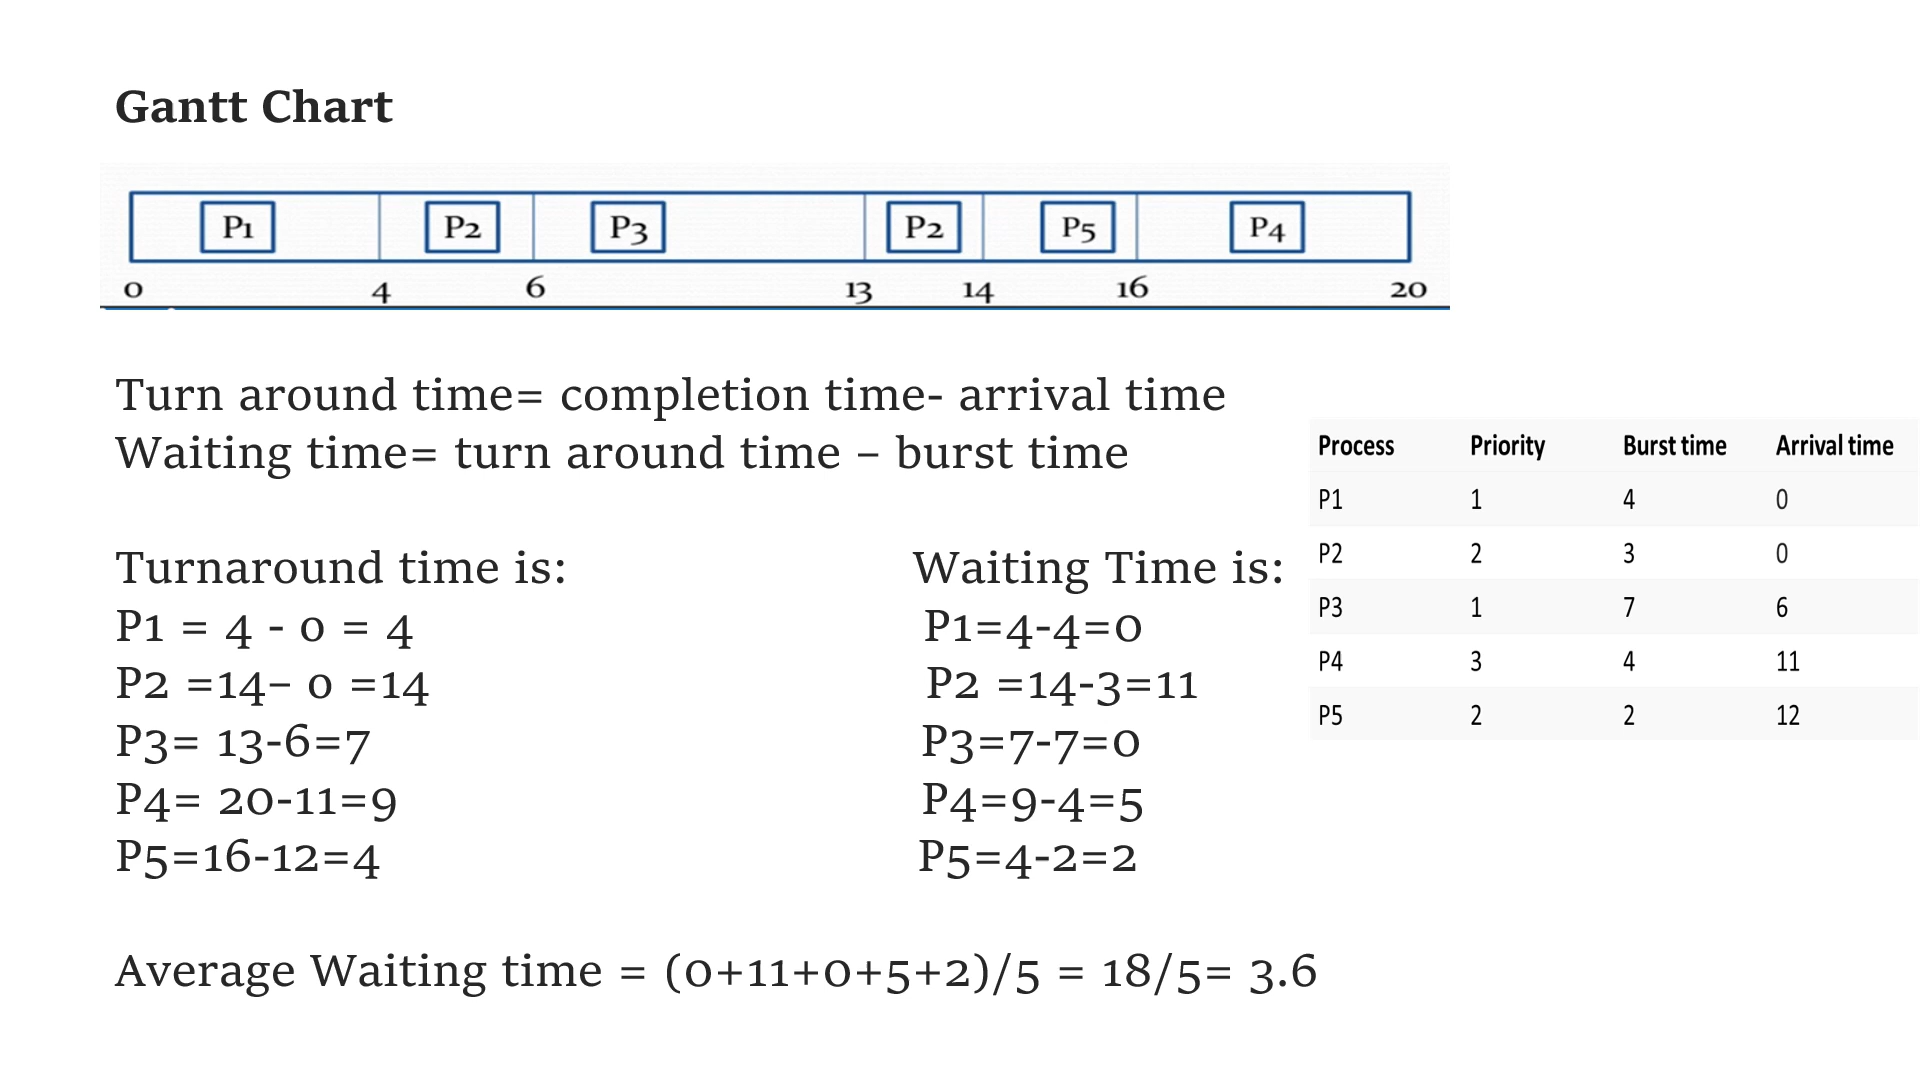 Gantt Chart
P1 P2 P3 P2 P5 P4
0 4 6 13 14 16 20
Turn around time= completion time- arrival time
Waiting time= turn around time – burst time
Process Priority Burst time Arrival time
P1 1 4 0
P2 2 3 0
P3 1 7 6
P4 3 4 11
P5 2 2 12
Turnaround time is:
P1 = 4 - 0 = 4
P2 =14– 0 =14
P3= 13-6=7
P4= 20-11=9
P5=16-12=4
Waiting Time is:
P1=4-4=0
P2 =14-3=11
P3=7-7=0
P4=9-4=5
P5=4-2=2
Average Waiting time = (0+11+0+5+2)/5 = 18/5= 3.6